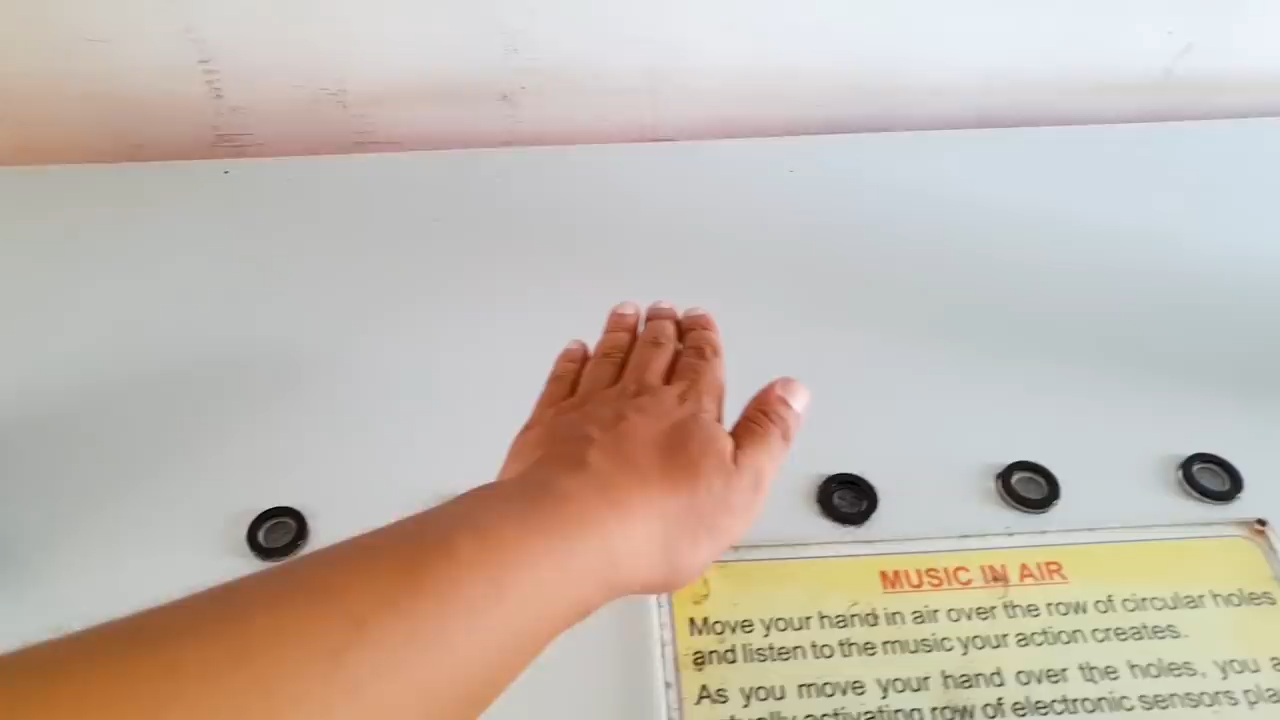 MUSIC IN AIR
Move your hand in air over the row of circular holes
and listen to the music your action creates.
As you move your hand over the holes, you
activating row of electronic sensors